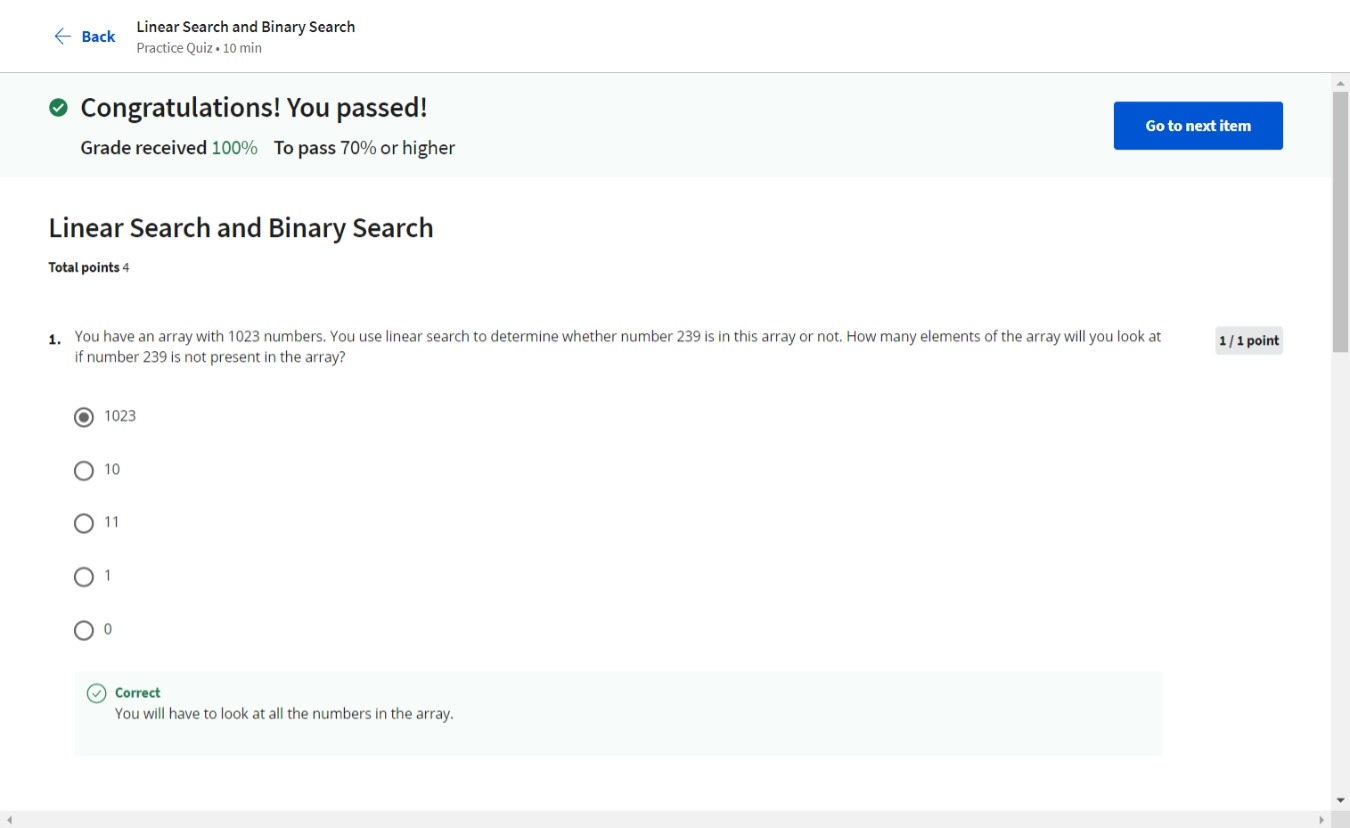 Back
Linear Search and Binary Search
Practice Quiz • 10 min
Congratulations! You passed!
Grade received 100% To pass 70% or higher
Go to next item
Linear Search and Binary Search
Total points 4
1. You have an array with 1023 numbers. You use linear search to determine whether number 239 is in this array or not. How many elements of the array will you look at
if number 239 is not present in the array?
1 / 1 point
1023
10
11
1
0
Correct
You will have to look at all the numbers in the array.